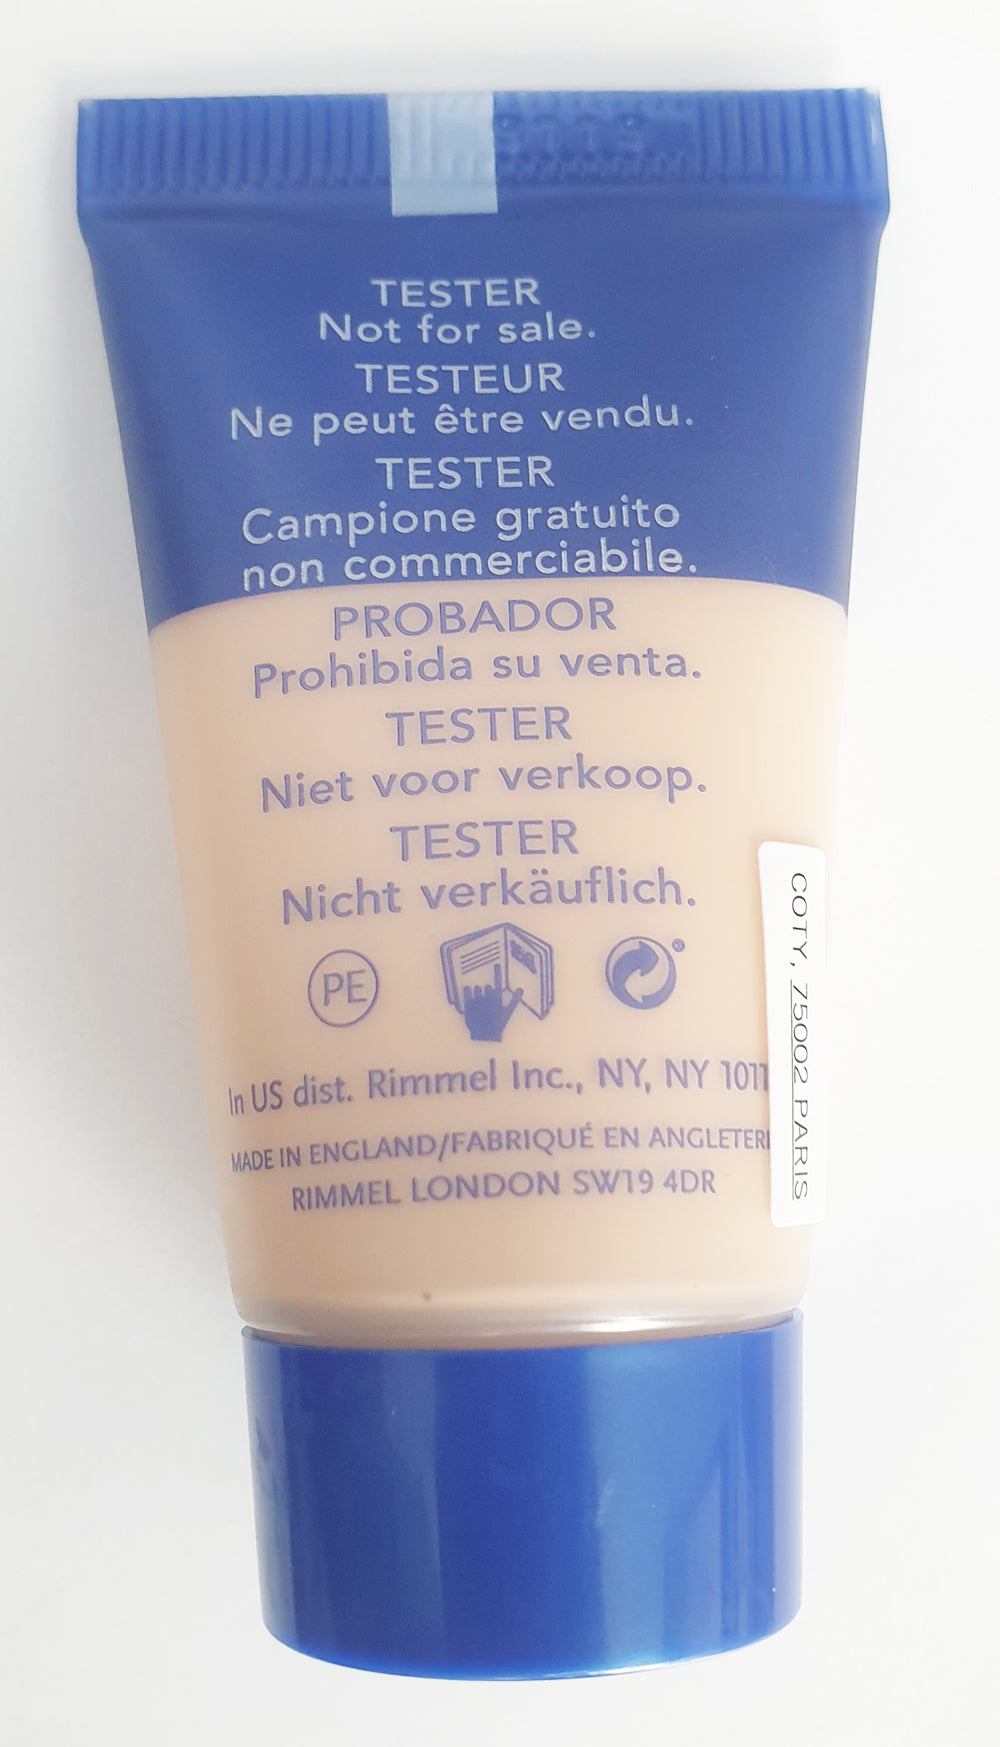 TESTER
Not for sale.
TESTEUR
Ne peut être vendu.
TESTER
Campione gratuito
non commerciabile.
PROBADOR
Prohibida su venta.
TESTER
Niet voor verkoop.
TESTER
Nicht verkäuflich.
PE
In US dist. Rimmel Inc., NY, NY 1011
MADE IN ENGLAND/FABRIQUÉ EN ANGLETER
RIMMEL LONDON SW19 4DR
COTY, 75002 PARIS